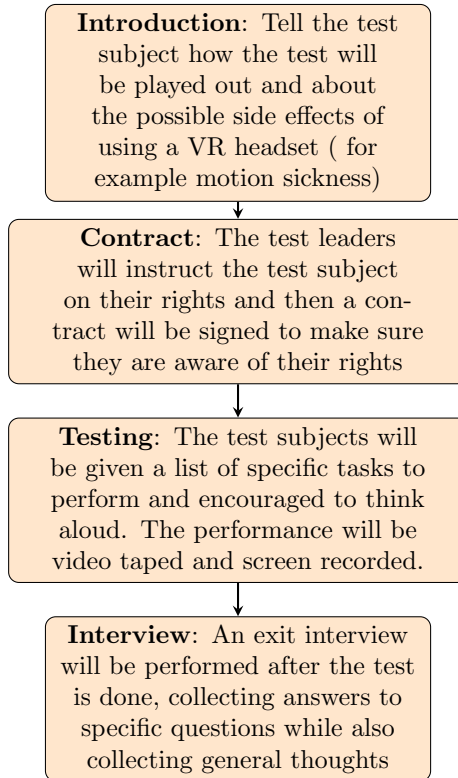 Introduction: Tell the test
subject how the test will
be played out and about
the possible side effects of
using a VR headset ( for
example motion sickness)
Contract: The test leaders
will instruct the test subject
on their rights and then a con-
tract will be signed to make sure
they are aware of their rights
Testing: The test subjects will
be given a list of specific tasks to
perform and encouraged to think
aloud. The performance will be
video taped and screen recorded.
Interview: An exit interview
will be performed after the test
is done, collecting answers to
specific questions while also
collecting general thoughts